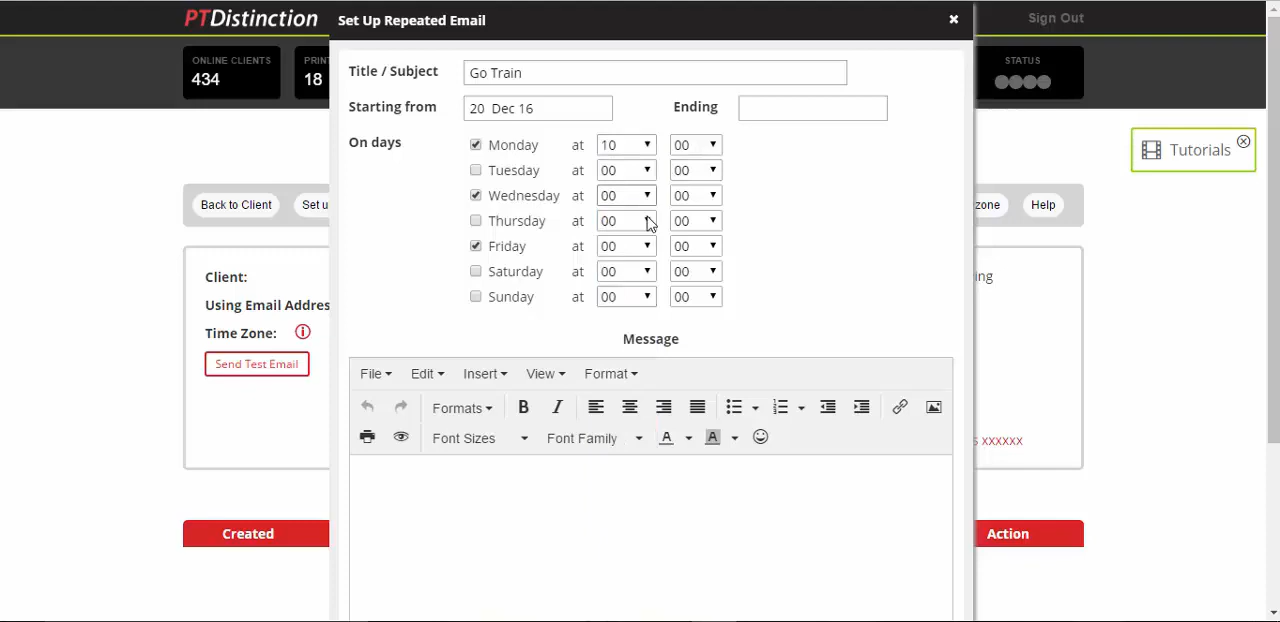 PTDistinction
Set Up Repeated Email
Sign Out
ONLINE CLIENTS
434
PRIN
18
STATUS
Title / Subject
Go Train
Starting from
20 Dec 16
Ending
On days
Monday at 10 00
Tuesday at 00 00
Wednesday at 00 00
Thursday at 00 00
Friday at 00 00
Saturday at 00 00
Sunday at 00 00
Tutorials
Back to Client
Set u
zone
Help
Client:
Using Email Addres
Time Zone:
Send Test Email
ing
Message
File Edit Insert View Format
Formats B I
Font Sizes Font Family A A
xxxxxx
Created
Action